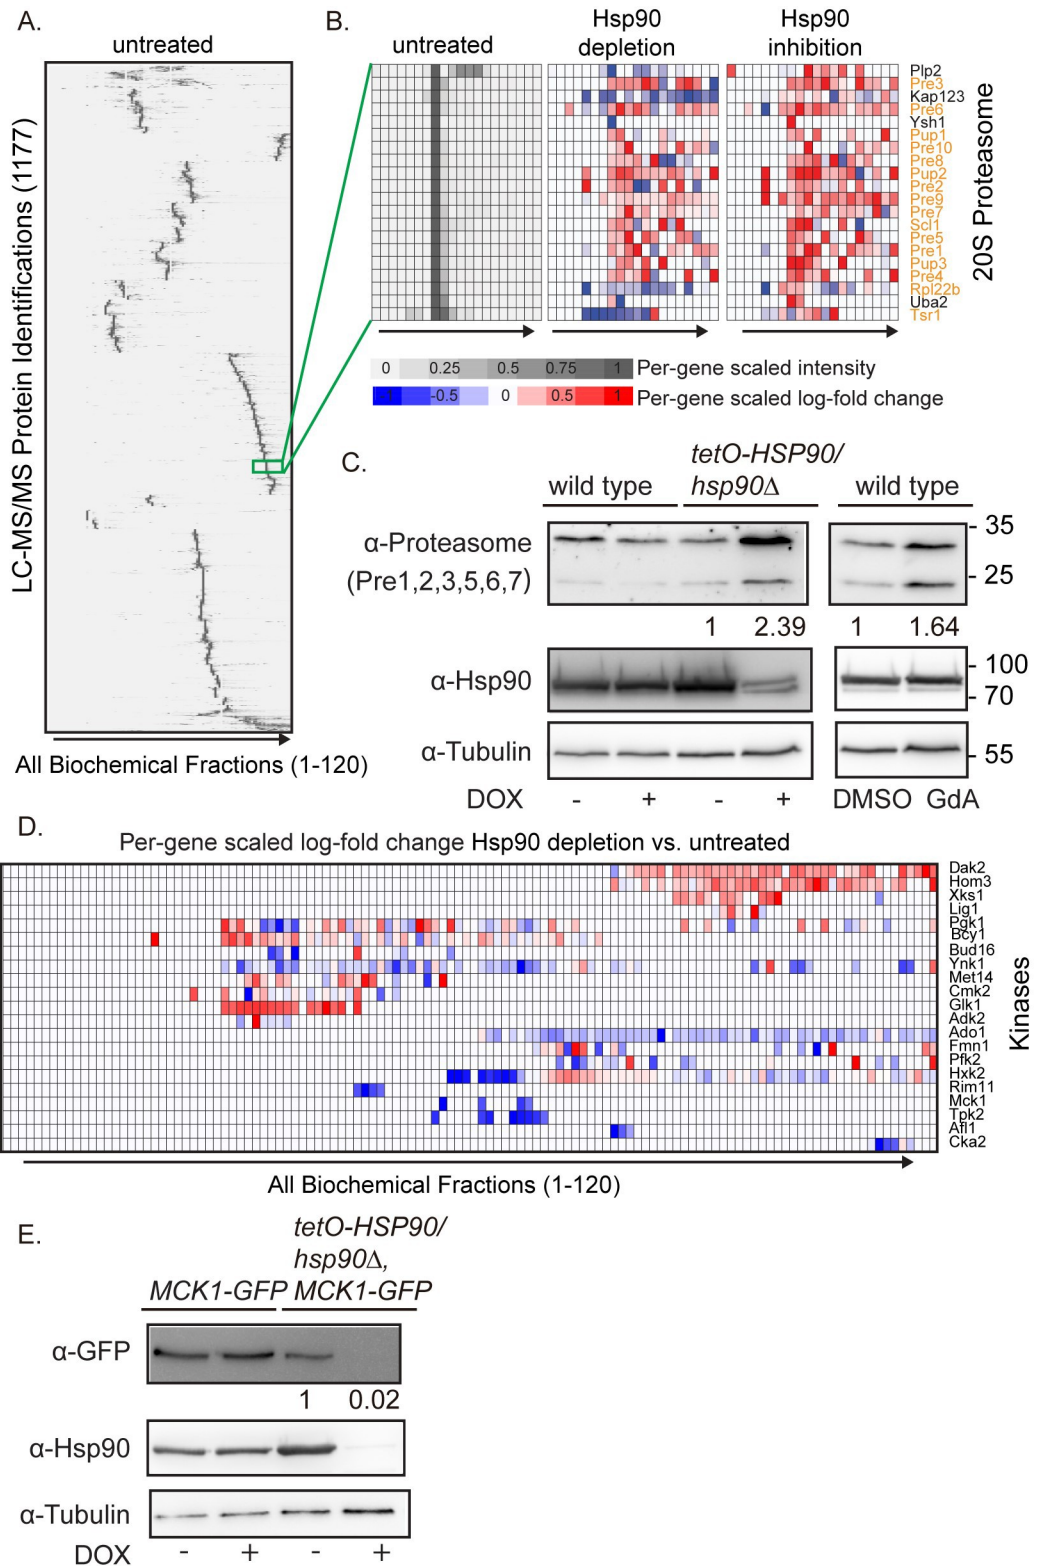 A.
untreated
LC-MS/MS Protein Identifications (1177)
All Biochemical Fractions (1-120)
B.
untreated
Hsp90
depletion
Hsp90
inhibition
Plp2
Pre3
Kap123
Pre6
Ysh1
Pup1
Pre10
Pre8
Pup2
Pre2
Pre9
Pre7
Scl1
Pre5
Pre1
Pup3
Pre4
Rpl22b
Uba2
Tsr1
20S Proteasome
0 0.25 0.5 0.75 1 Per-gene scaled intensity
-1 -0.5 0 0.5 1 Per-gene scaled log-fold change
C.
wild type
tetO-HSP90/
hsp90Δ
wild type
α-Proteasome
(Pre1,2,3,5,6,7)
35
25
1 2.39 1 1.64
α-Hsp90
100
70
α-Tubulin
55
DOX - + - + DMSO GdA
D.
Per-gene scaled log-fold change Hsp90 depletion vs. untreated
Dak2
Hom3
Xks1
Lig1
Pgk1
Bcy1
Bud16
Ynk1
Met14
Cmk2
Glk1
Adk2
Ado1
Fmn1
Pfk2
Hxk2
Rim11
Mck1
Tpk2
Afl1
Cka2
Kinases
All Biochemical Fractions (1-120)
E.
MCK1-GFP
tetO-HSP90/
hsp90Δ,
MCK1-GFP
α-GFP
1 0.02
α-Hsp90
α-Tubulin
DOX - + - +